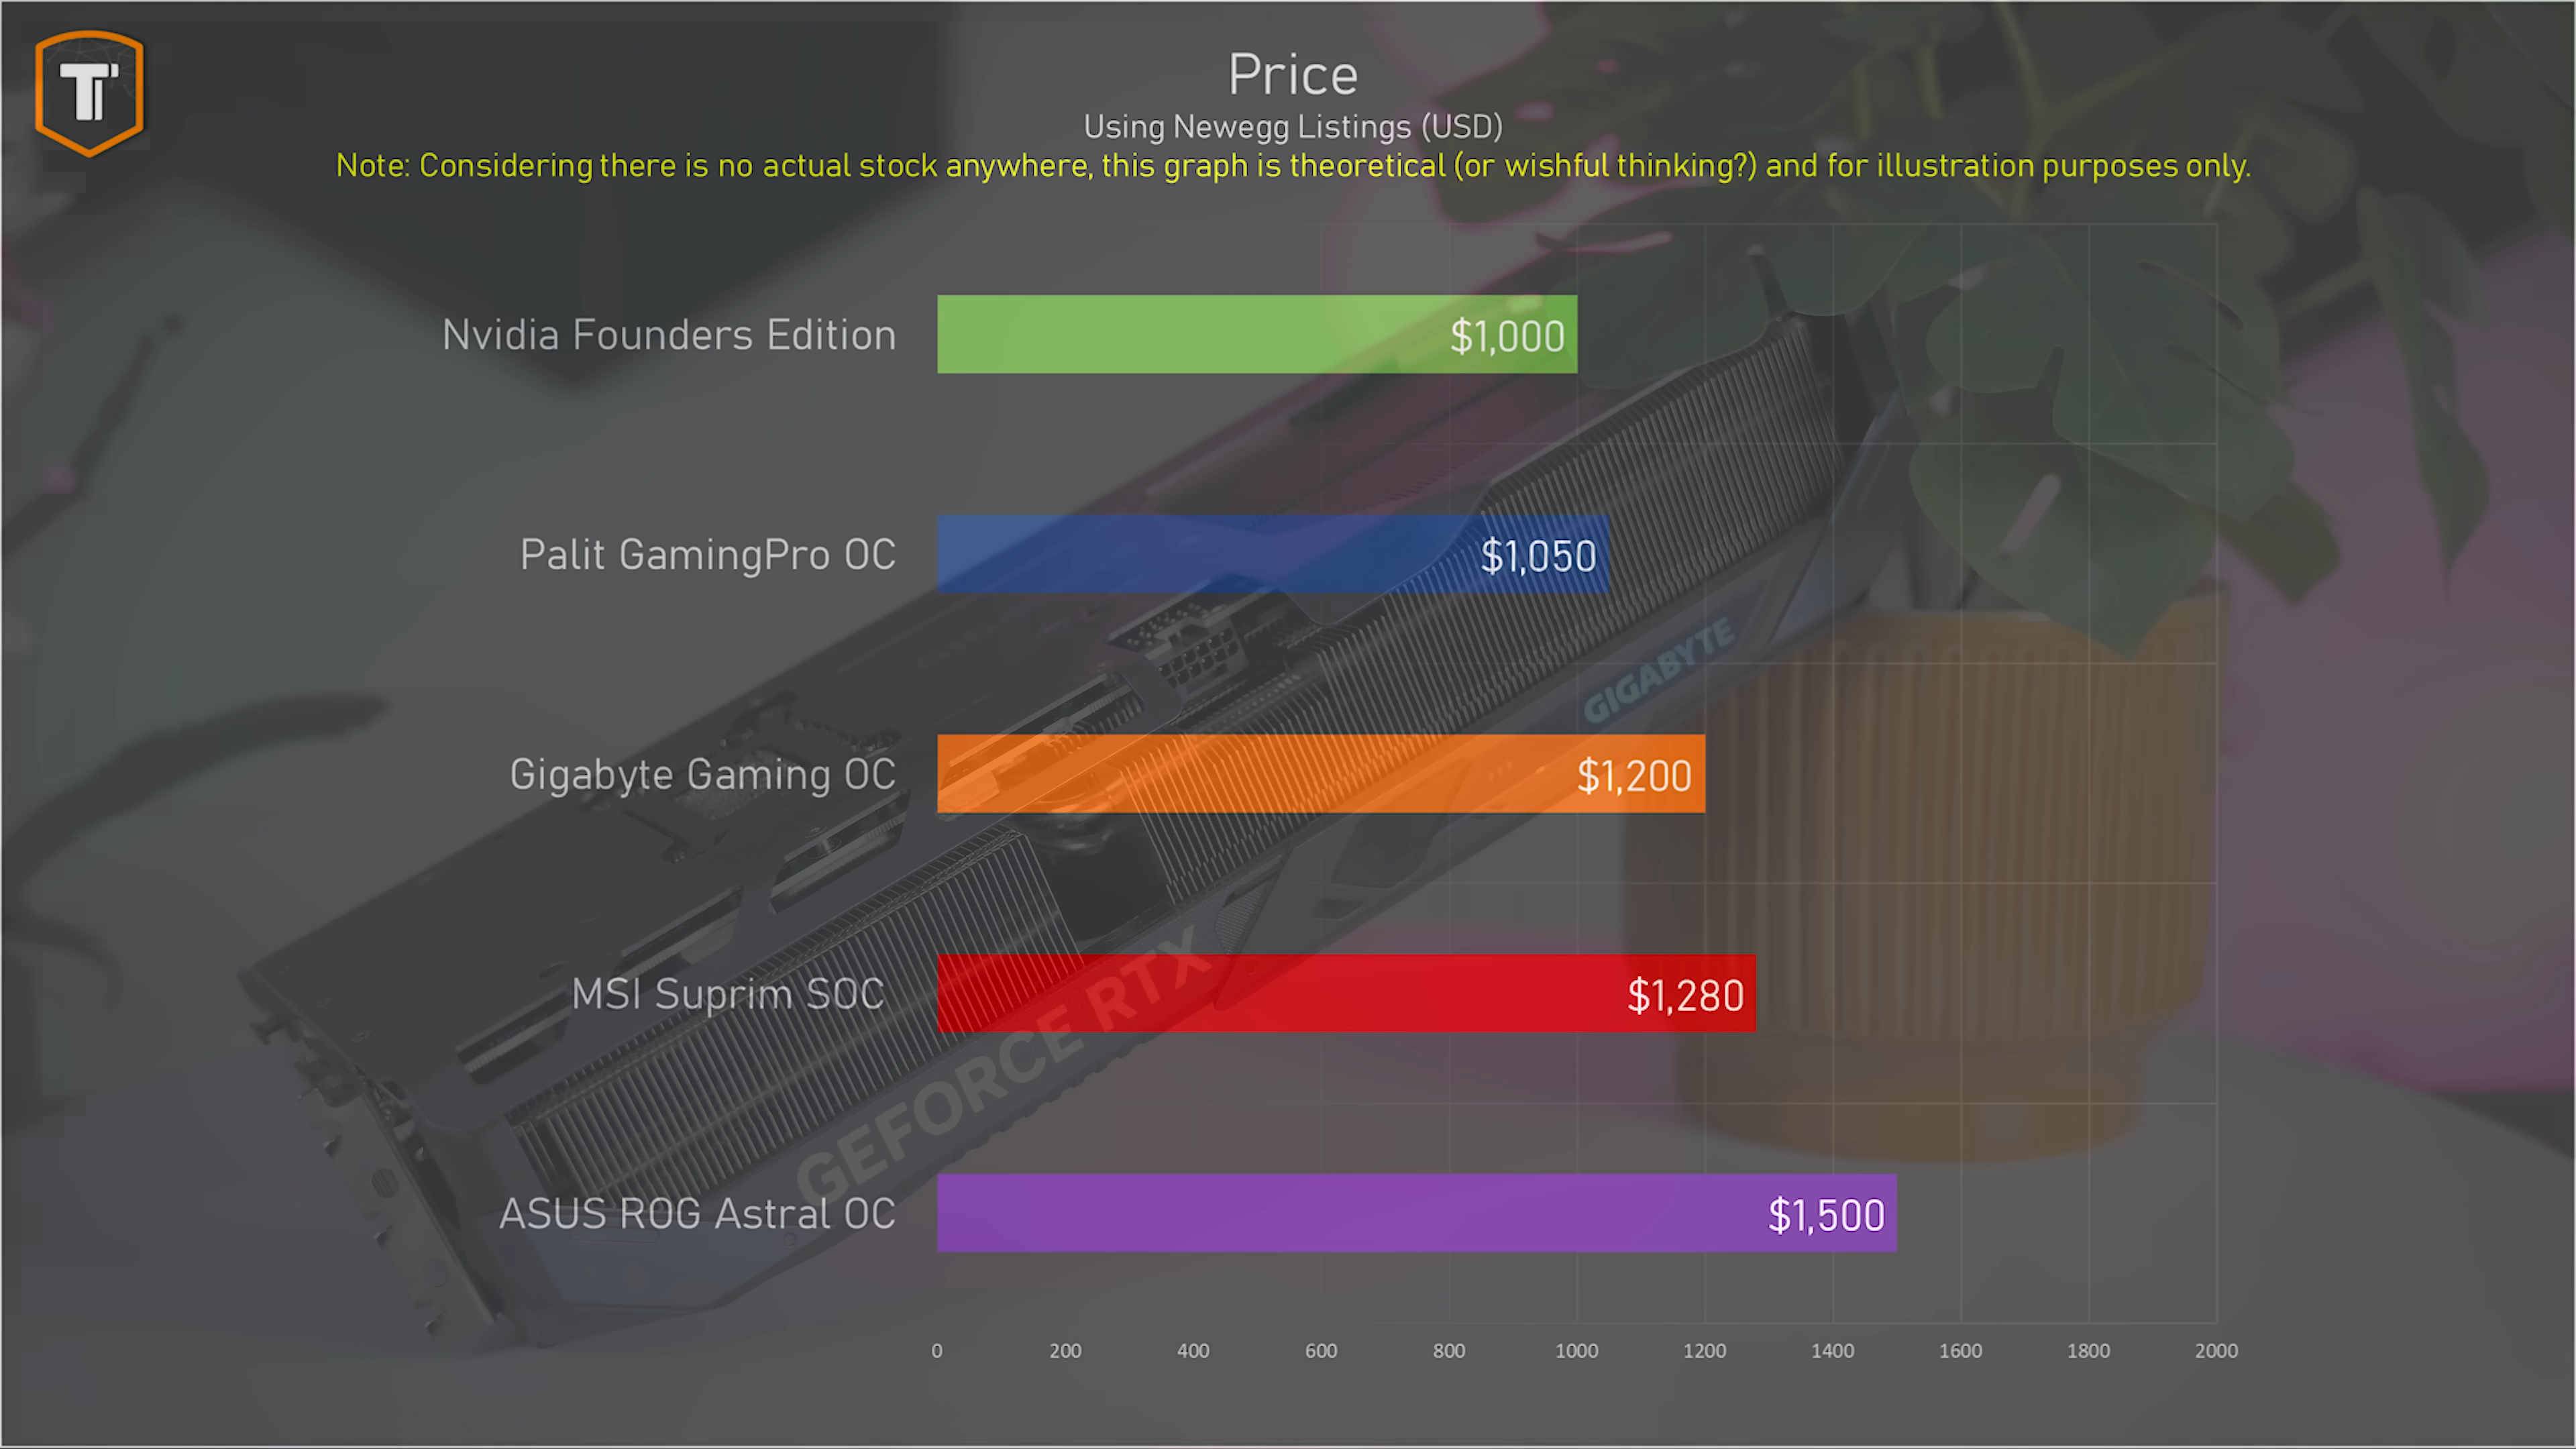 Price
Using Newegg Listings (USD)
Note: Considering there is no actual stock anywhere, this graph is theoretical (or wishful thinking?) and for illustration purposes only.
Nvidia Founders Edition $1,000
Palit GamingPro OC $1,050
GIGABYTE
Gigabyte Gaming OC $1,200
MSI Suprim SOC $1,280
GEFORCE RTX
ASUS ROG Astral OC $1,500
0 200 400 600 800 1000 1200 1400 1600 1800 2000